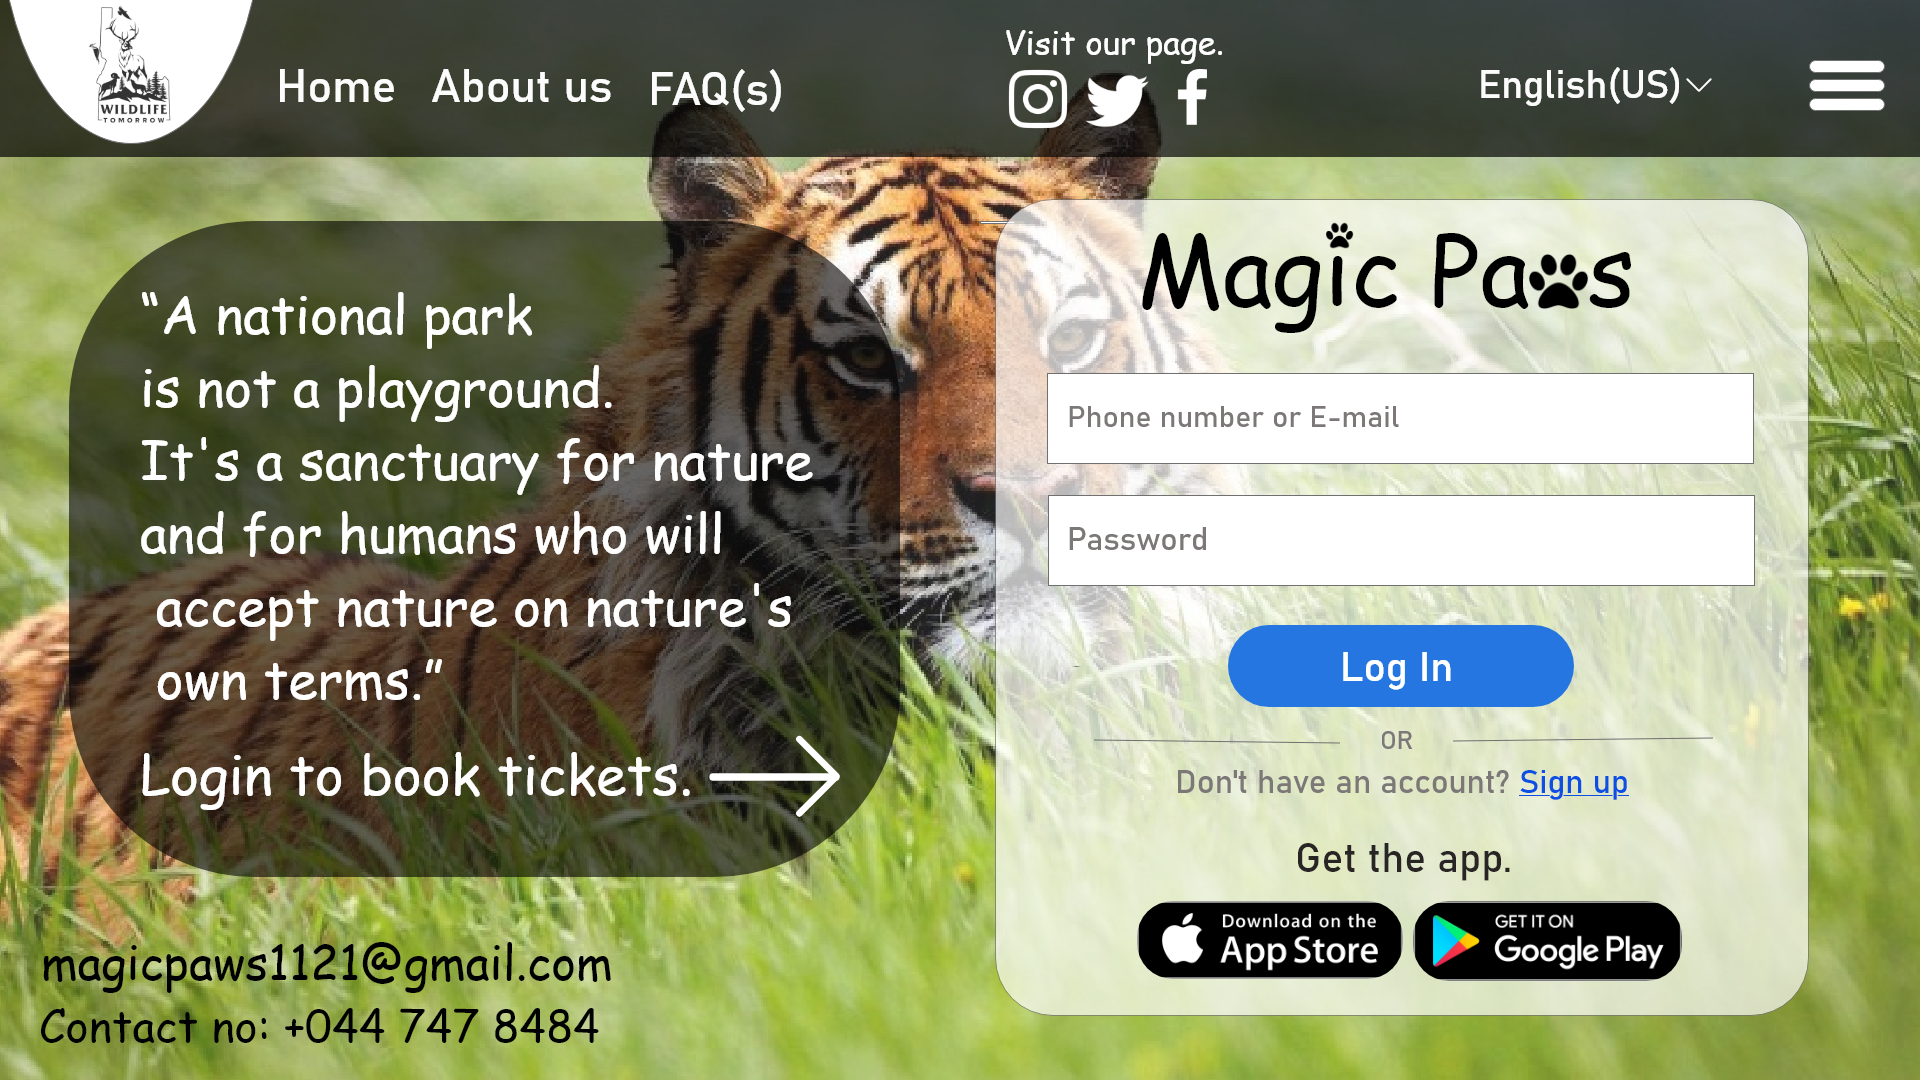 WILDLIFE
TOMORROW
Home About us FAQ(s)
Visit our page.
English(US)
“A national park
is not a playground.
It's a sanctuary for nature
and for humans who will
accept nature on nature's
own terms.”
Login to book tickets.
magicpaws1121@gmail.com
Contact no: +044 747 8484
Magic Paws
Phone number or E-mail
Password
Log In
OR
Don't have an account? Sign up
Get the app.
Download on the
App Store
GET IT ON
Google Play